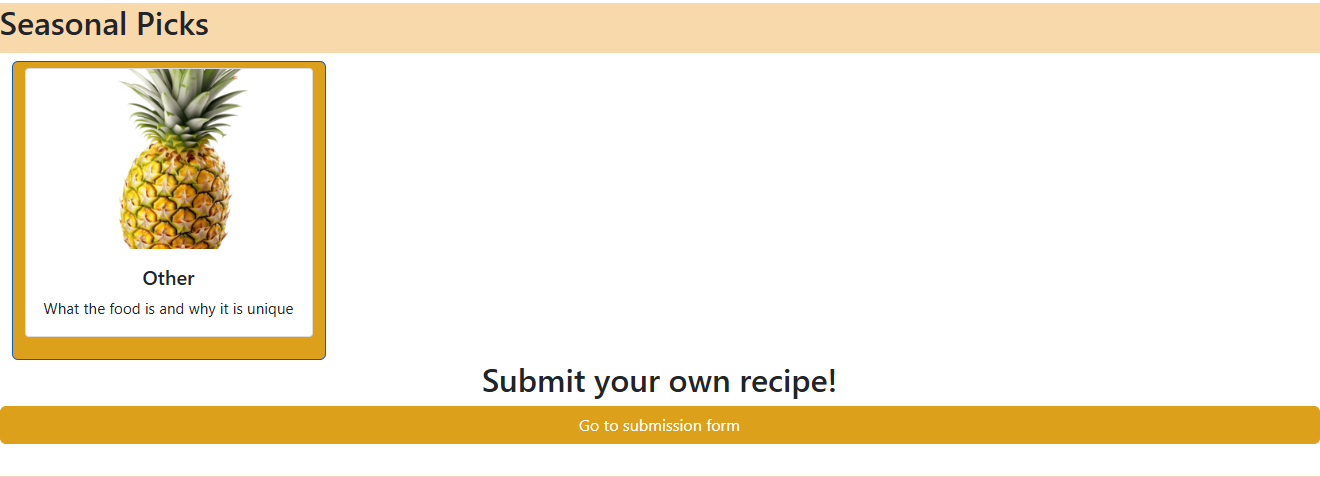 Seasonal Picks
Other
What the food is and why it is unique
Submit your own recipe!
Go to submission form